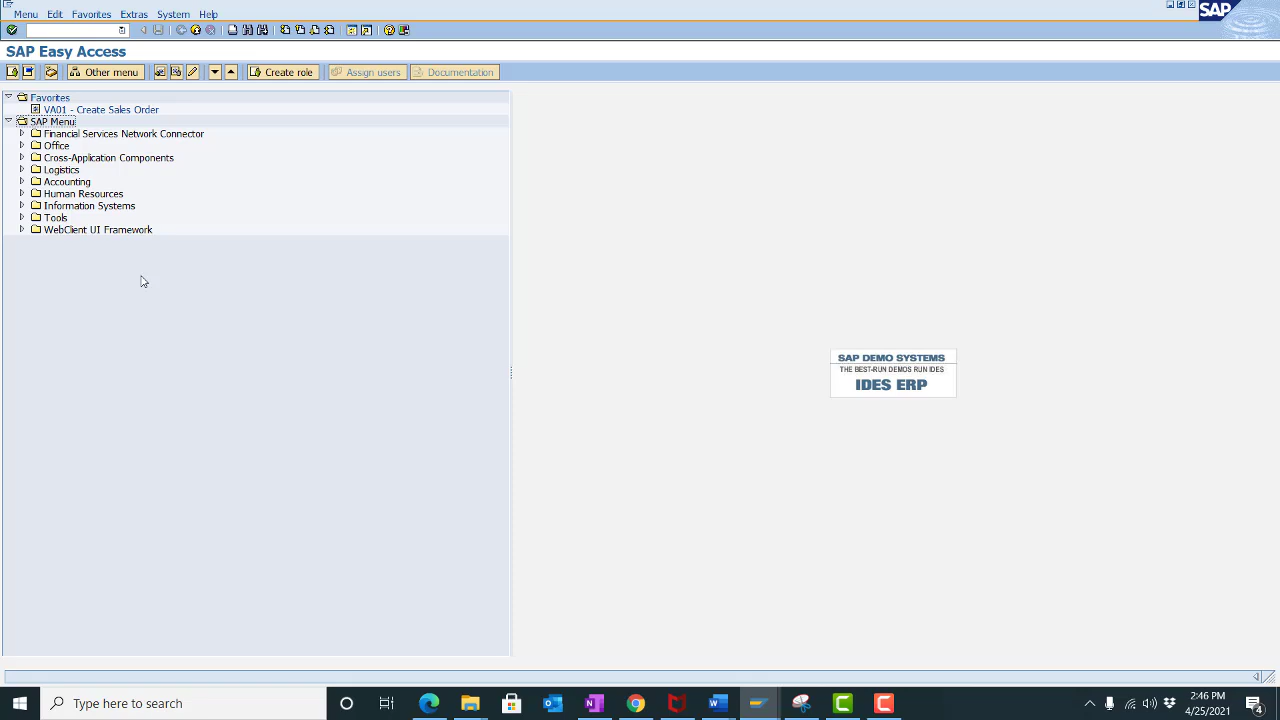 Menu Edit Favorites Extras System Help
SAP
SAP Easy Access
Other menu Create role Assign users Documentation
Favorites
VA01 - Create Sales Order
SAP Menu
Financial Services Network Connector
Office
Cross-Application Components
Logistics
Accounting
Human Resources
Information Systems
Tools
WebClient UI Framework
SAP DEMO SYSTEMS
THE BEST-RUN DEMOS RUN IDES
IDES ERP
Type here to search
2:46 PM
4/25/2021
4